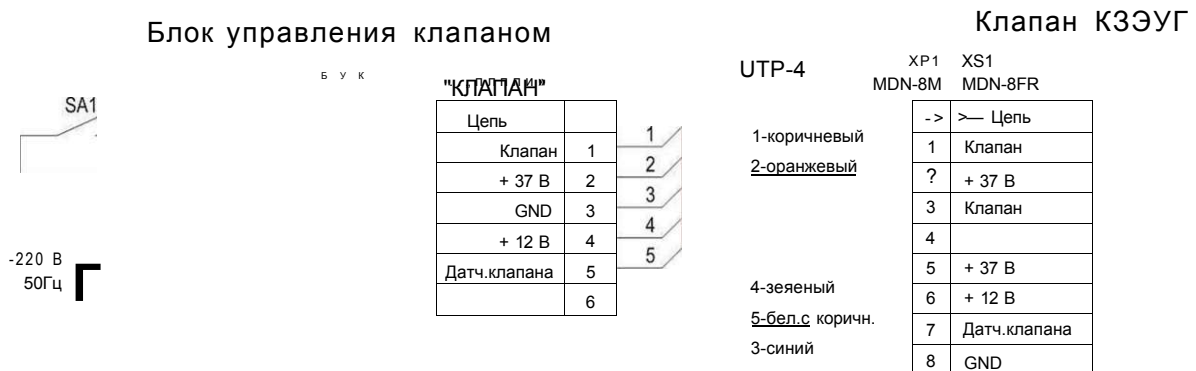 Блок управления клапаном
Клапан КЗЭУГ
Б У К
"КЛАПАН"
UTP-4
XP1 XS1
MDN-8M MDN-8FR
SA1
Цепь
Клапан 1
+ 37 В 2
GND 3
+ 12 В 4
Датч.клапана 5
6
1
2
3
4
5
-220 В
50Гц
1-коричневый
2-оранжевый
4-зеяеный
5-бел.с коричн.
3-синий
-> >— Цепь
1 Клапан
? + 37 В
3 Клапан
4
5 + 37 В
6 + 12 В
7 Датч.клапана
8 GND